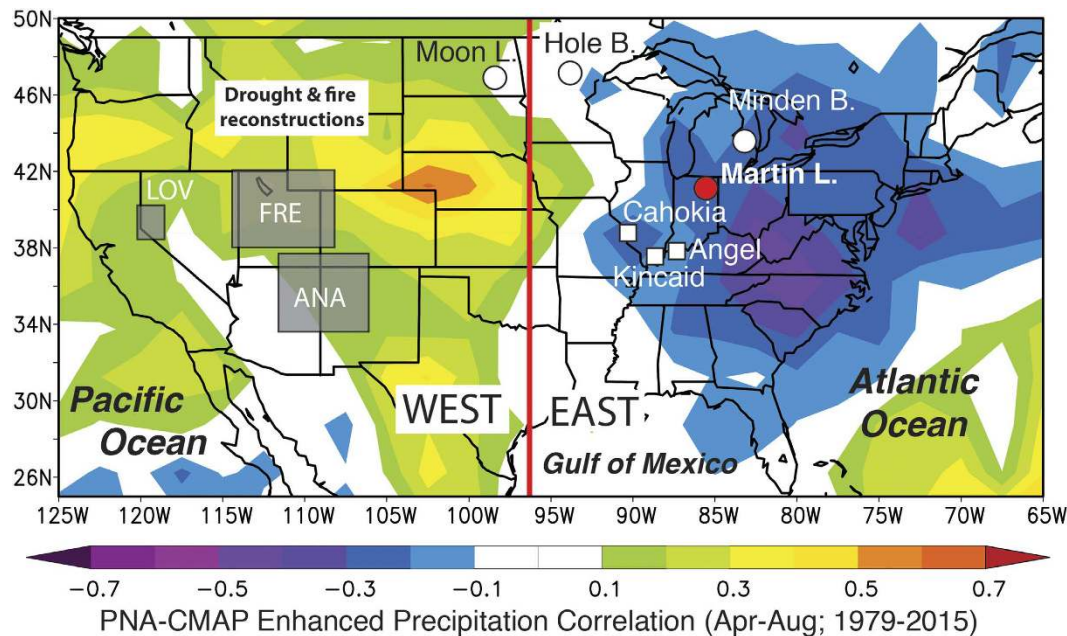 50N
46N
42N
38N
34N
30N
26N
Moon L.
Hole B.
Drought & fire
reconstructions
Minden B.
Martin L.
LOV
FRE
ANA
Cahokia
Angel
Kincaid
Pacific
Ocean
WEST
EAST
Gulf of Mexico
Atlantic
Ocean
125W 120W 115W 110W 105W 100W 95W 90W 85W 80W 75W 70W 65W
−0.7 −0.5 −0.3 −0.1 0.1 0.3 0.5 0.7
PNA-CMAP Enhanced Precipitation Correlation (Apr-Aug; 1979-2015)